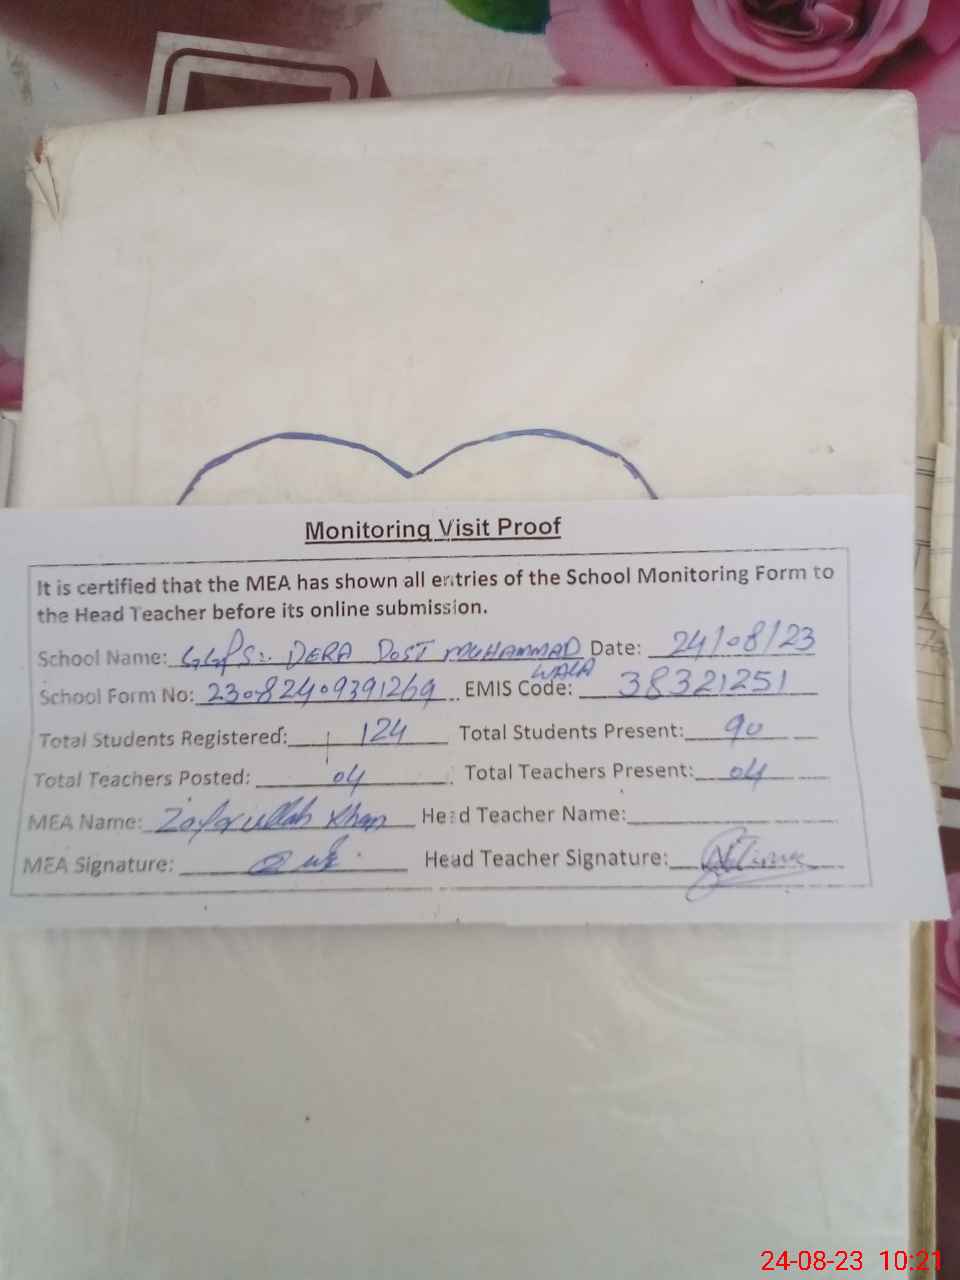 Monitoring Visit Proof
It is certified that the MEA has shown all entries of the School Monitoring Form to
the Head Teacher before its online submission.
School Name: GGPS:. DERA DOST MUHAMMAD WALA Date: 24/08/23
School Form No: 23082409391269 EMIS Code: 38321251
Total Students Registered: 124 Total Students Present: 90
Total Teachers Posted: 04 Total Teachers Present: 04
MEA Name: Zafarullah Khan Head Teacher Name:
MEA Signature: Head Teacher Signature:
24-08-23 10:21